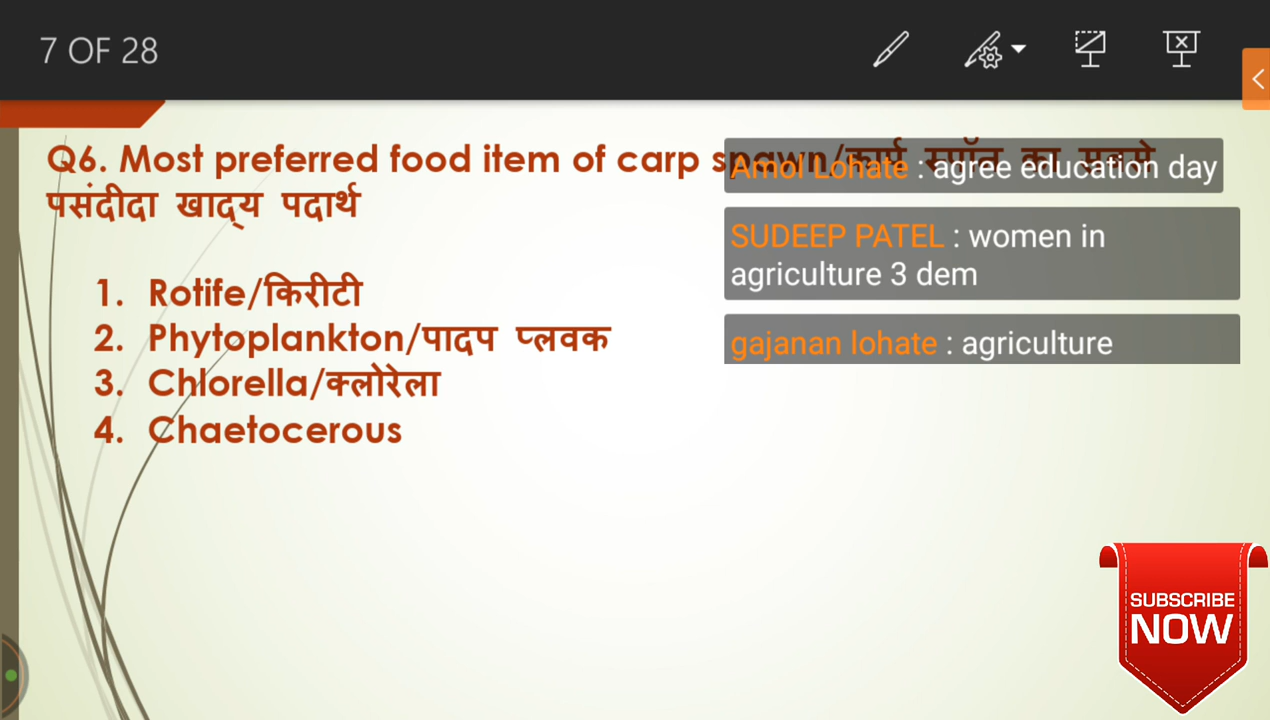 7 OF 28
Q6. Most preferred food item of carp spawn/कार्प स्पॉन का सबसे
पसंदीदा खाद्य पदार्थ
1. Rotife/किरीटी
2. Phytoplankton/पादप प्लवक
3. Chlorella/क्लोरेला
4. Chaetocerous
Amol Lohate : agree education day
SUDEEP PATEL : women in
agriculture 3 dem
gajanan lohate : agriculture
SUBSCRIBE
NOW